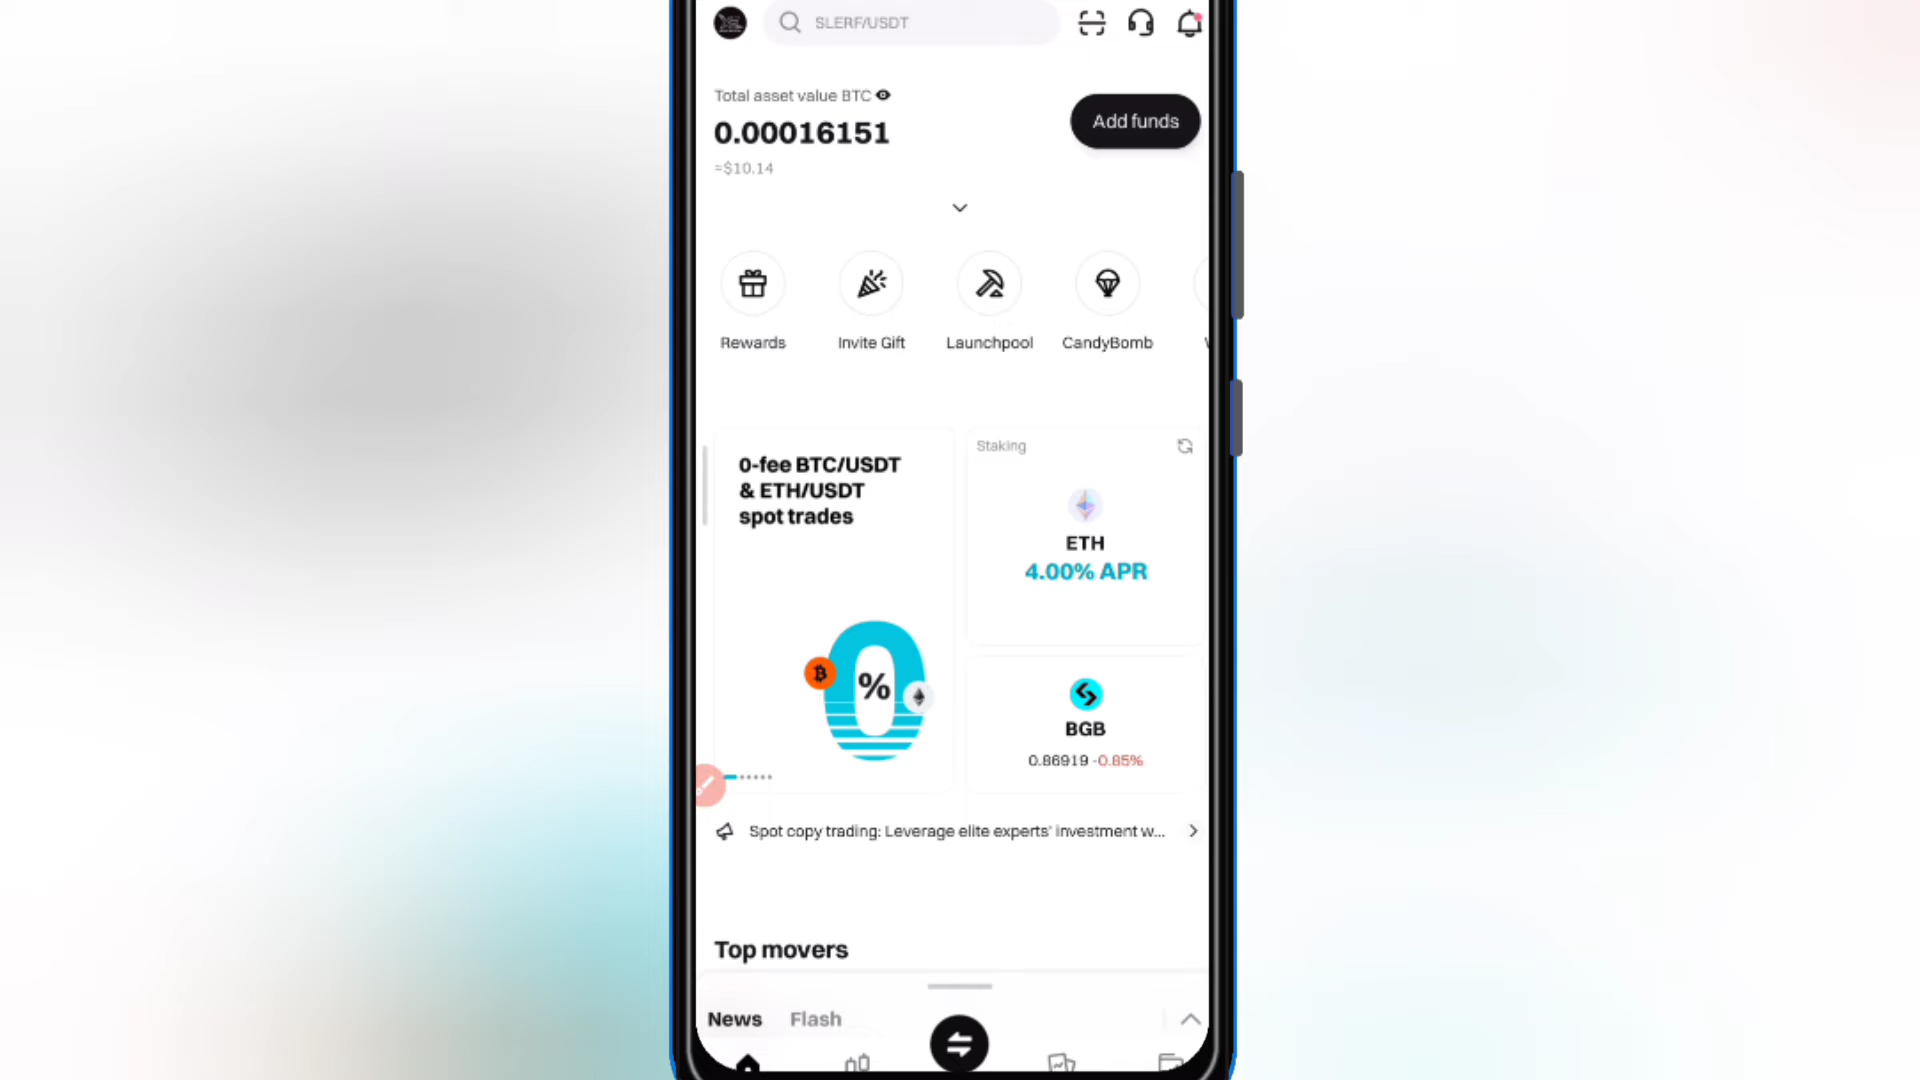 SLERF/USDT
Total asset value BTC
0.00016151
≈$10.14
Add funds
Rewards
Invite Gift
Launchpool
CandyBomb
0-fee BTC/USDT
& ETH/USDT
spot trades
0%
Staking
ETH
4.00% APR
BGB
0.86919 -0.85%
Spot copy trading: Leverage elite experts' investment w...
Top movers
News
Flash